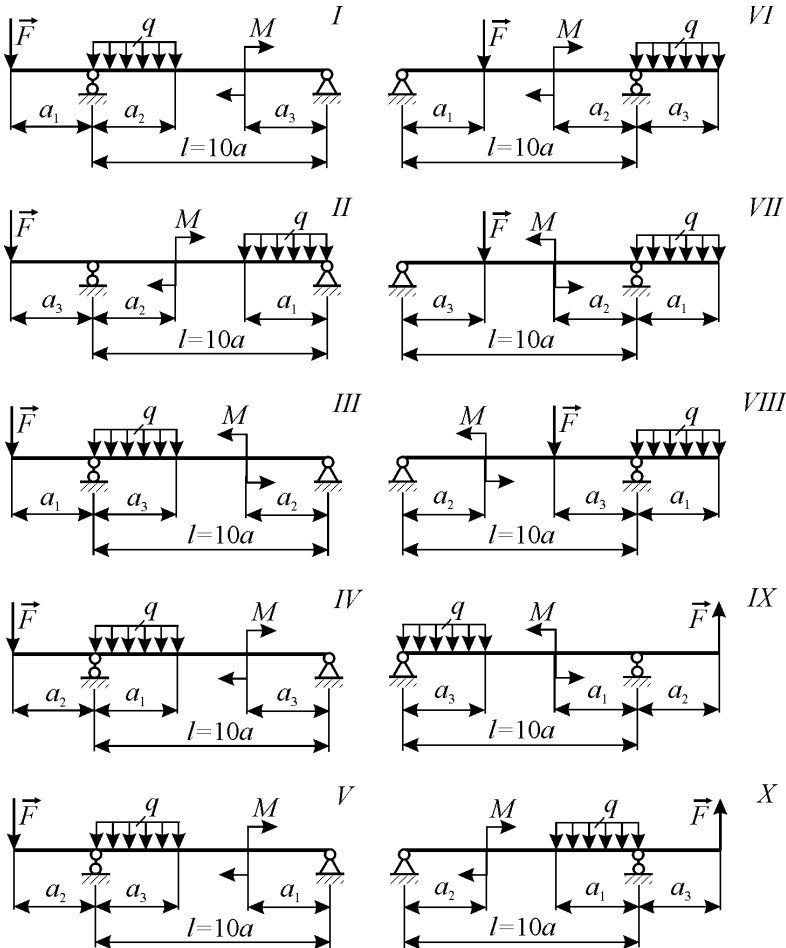 F q M I
a₁ a₂ a₃
l=10a
F M q VI
a₁ a₂ a₃
l=10a
F M q II
a₃ a₂ a₁
l=10a
F M q VII
a₃ a₂ a₁
l=10a
F q M III
a₁ a₃ a₂
l=10a
M F q VIII
a₂ a₃ a₁
l=10a
F q M IV
a₂ a₁ a₃
l=10a
q M F IX
a₃ a₁ a₂
l=10a
F q M V
a₂ a₃ a₁
l=10a
M q F X
a₂ a₁ a₃
l=10a